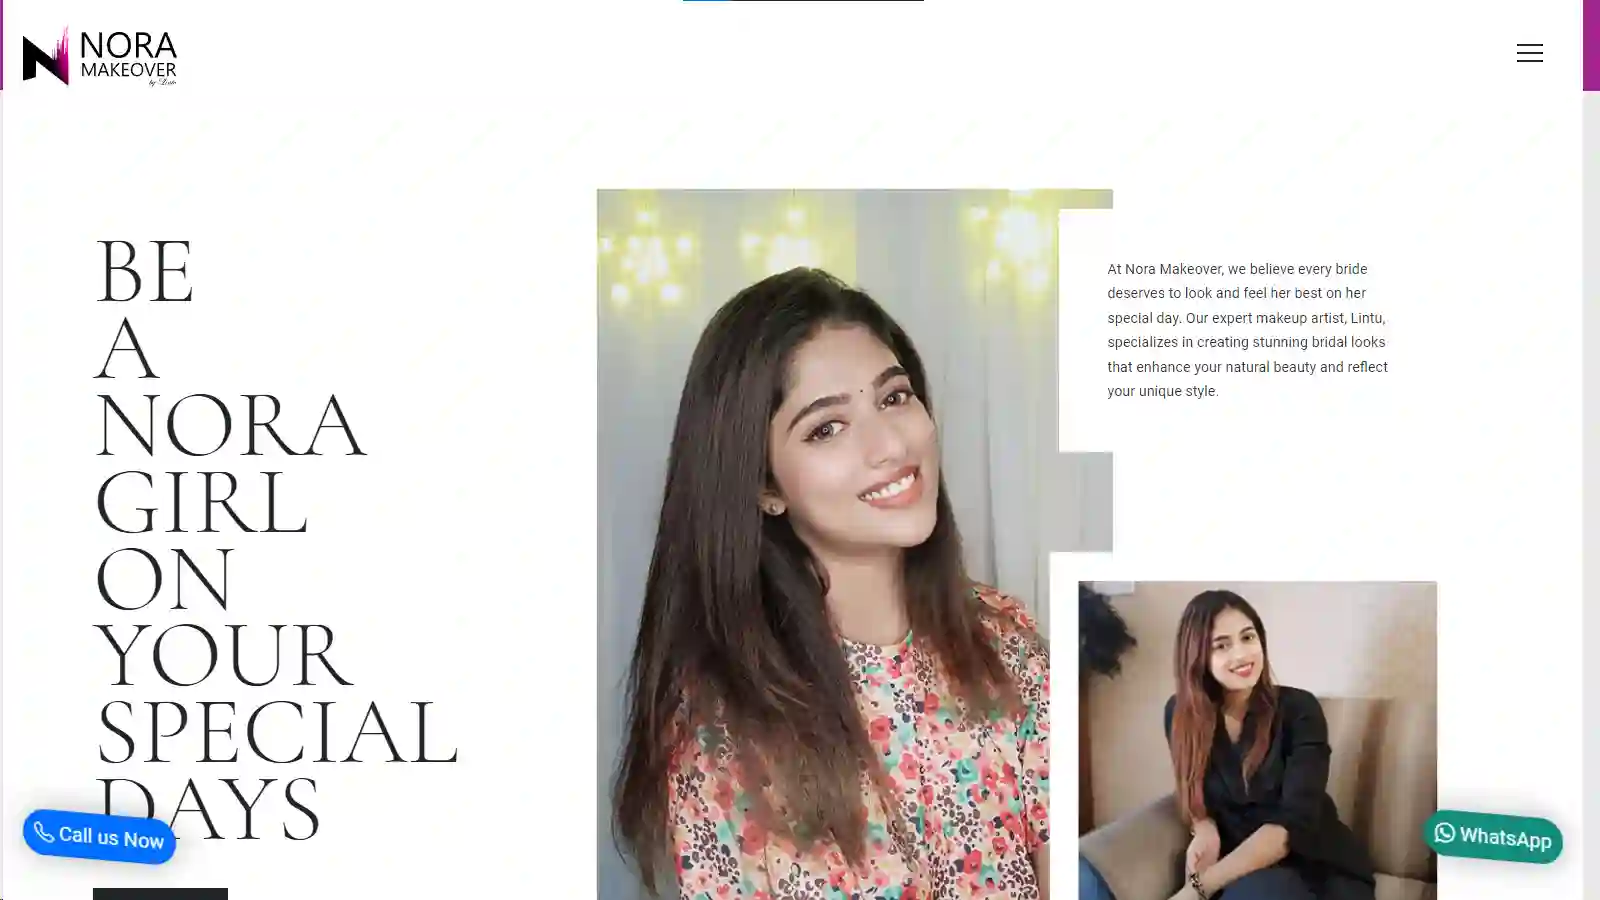 NORA
MAKEOVER
by Lintu
BE
A
NORA
GIRL
ON
YOUR
SPECIAL
DAYS
At Nora Makeover, we believe every bride
deserves to look and feel her best on her
special day. Our expert makeup artist, Lintu,
specializes in creating stunning bridal looks
that enhance your natural beauty and reflect
your unique style.
Call us Now
WhatsApp